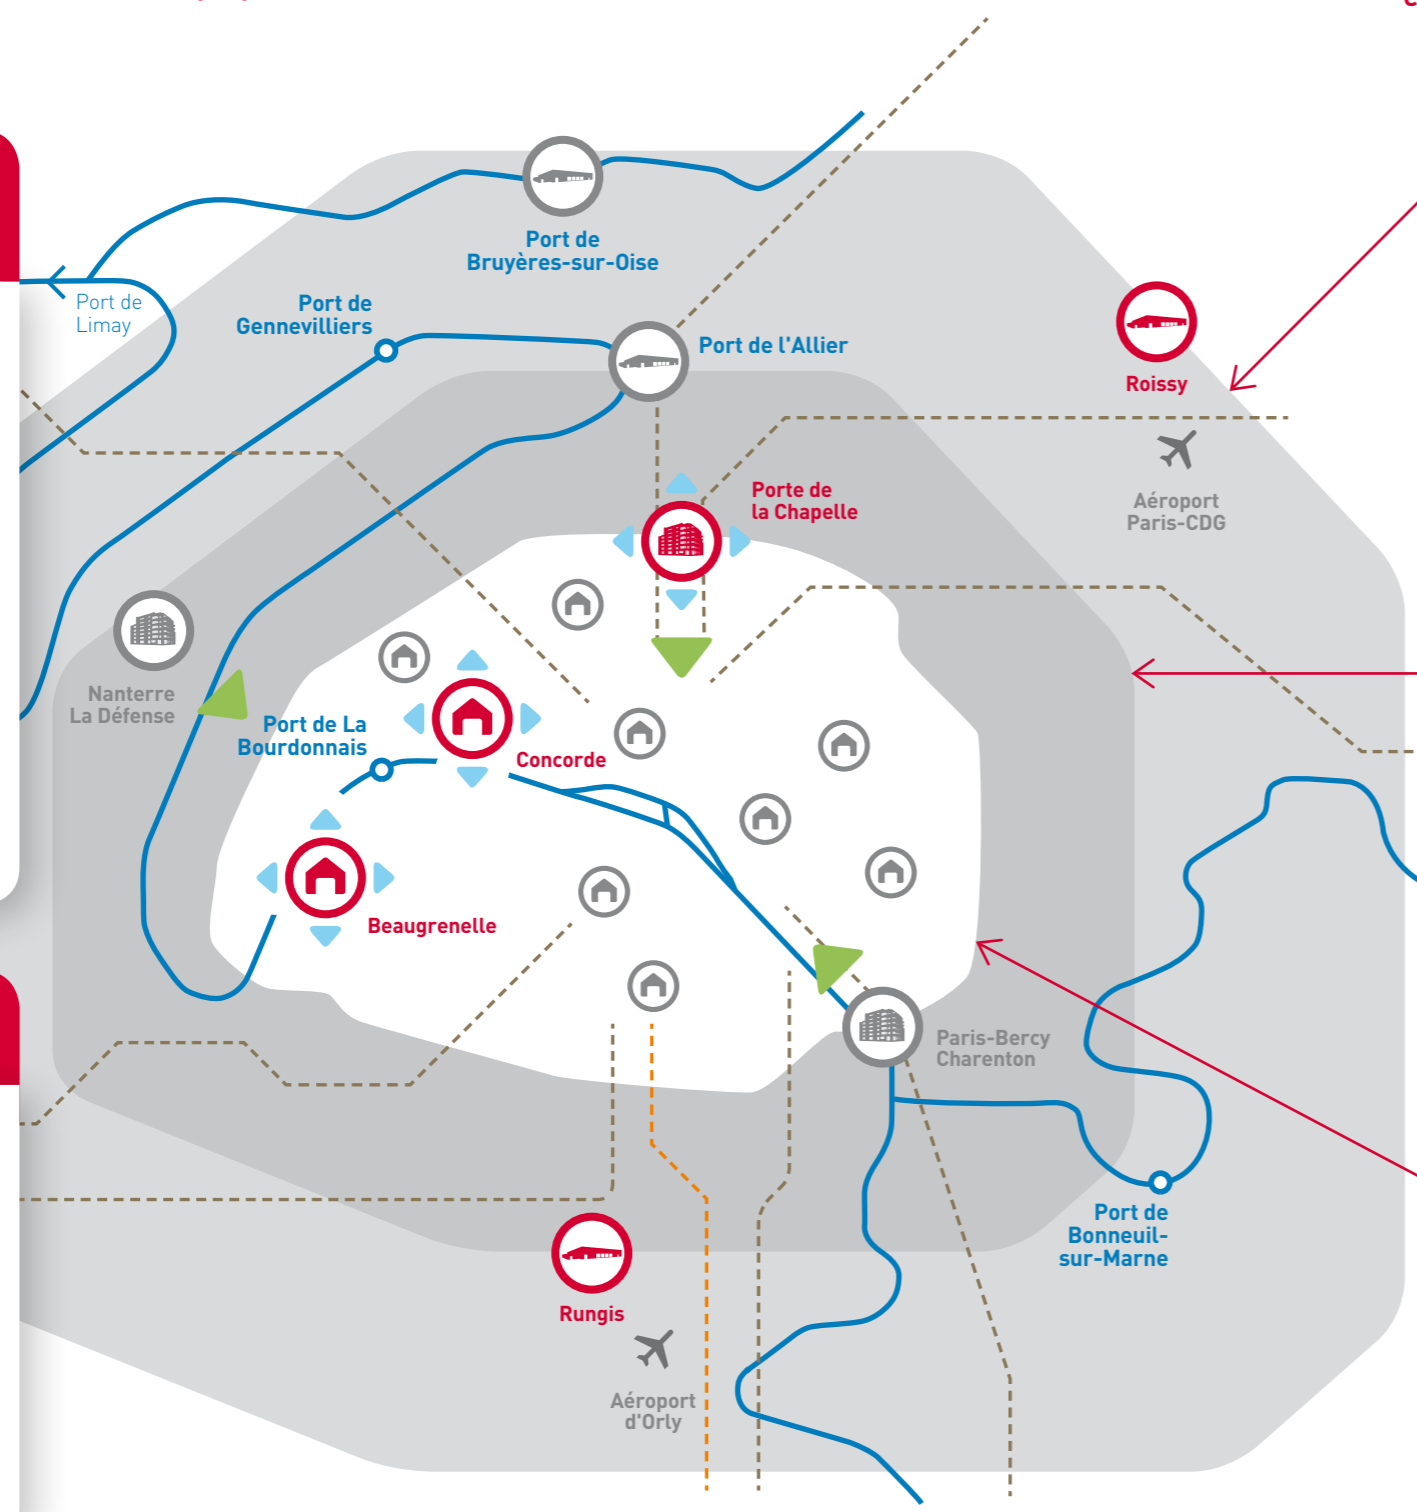 Port de
Bruyères-sur-Oise
Port de
Limay
Port de
Gennevilliers
Port de l'Allier
Roissy
Aéroport
Paris-CDG
Porte de
la Chapelle
Nanterre
La Défense
Port de La
Bourdonnais
Concorde
Beaugrenelle
Paris-Bercy
Charenton
Port de
Bonneuil-
sur-Marne
Rungis
Aéroport
d'Orly